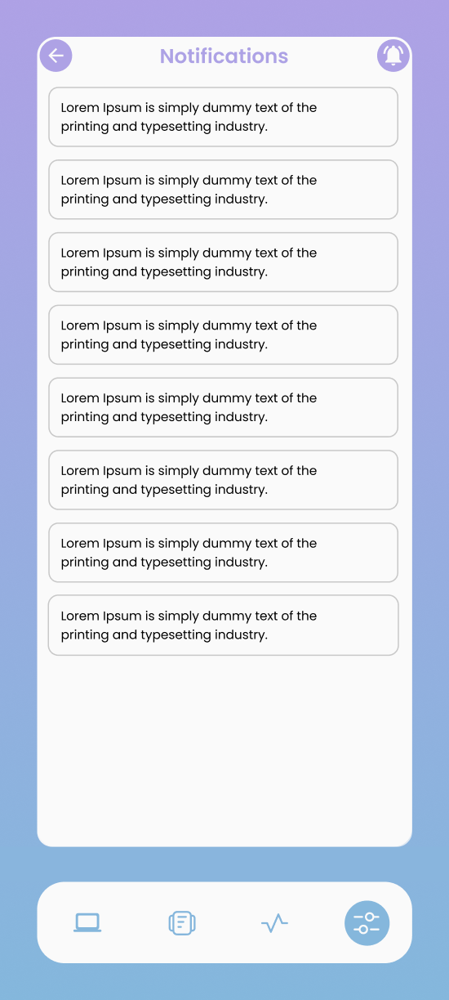 Notifications
Lorem Ipsum is simply dummy text of the
printing and typesetting industry.
Lorem Ipsum is simply dummy text of the
printing and typesetting industry.
Lorem Ipsum is simply dummy text of the
printing and typesetting industry.
Lorem Ipsum is simply dummy text of the
printing and typesetting industry.
Lorem Ipsum is simply dummy text of the
printing and typesetting industry.
Lorem Ipsum is simply dummy text of the
printing and typesetting industry.
Lorem Ipsum is simply dummy text of the
printing and typesetting industry.
Lorem Ipsum is simply dummy text of the
printing and typesetting industry.